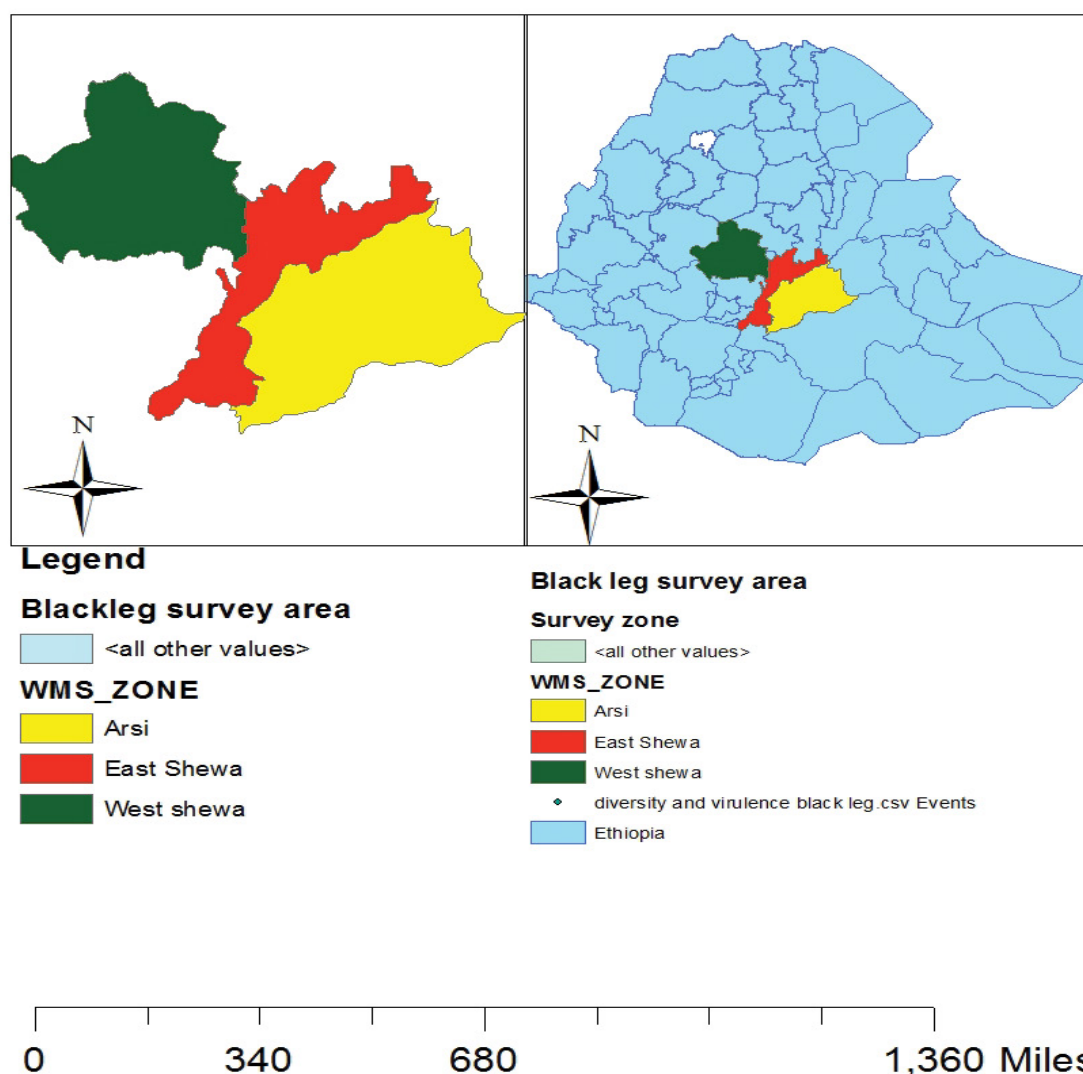 N
N
Legend
Blackleg survey area
<all other values>
WMS_ZONE
Arsi
East Shewa
West shewa
Black leg survey area
Survey zone
<all other values>
WMS_ZONE
Arsi
East Shewa
West shewa
diversity and virulence black leg.csv Events
Ethiopia
0 340 680 1,360 Miles